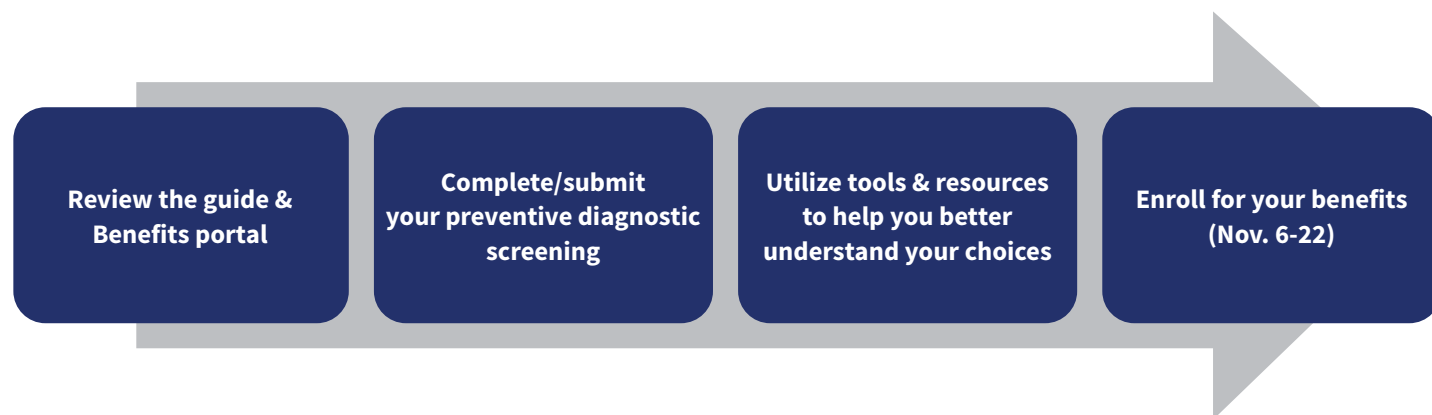 Review the guide &
Benefits portal
Complete/submit
your preventive diagnostic
screening
Utilize tools & resources
to help you better
understand your choices
Enroll for your benefits
(Nov. 6-22)